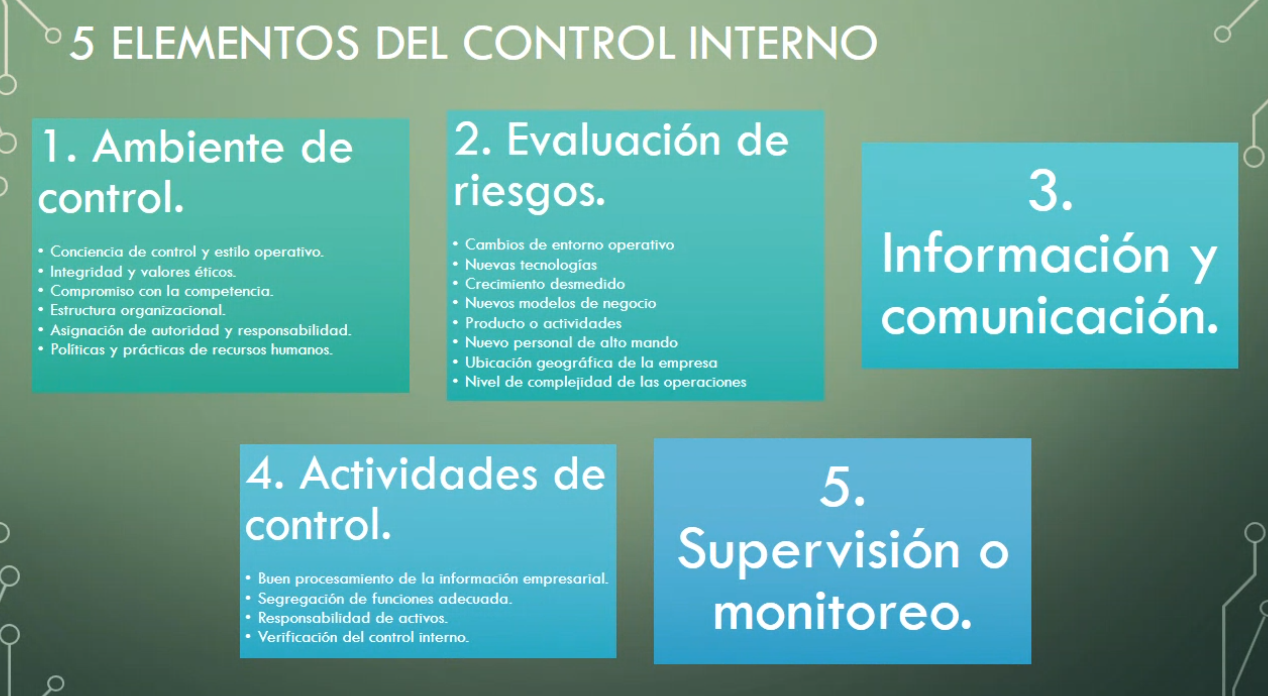 5 ELEMENTOS DEL CONTROL INTERNO
1. Ambiente de
control.
• Conciencia de control y estilo operativo.
• Integridad y valores éticos.
• Compromiso con la competencia.
• Estructura organizacional.
• Asignación de autoridad y responsabilidad.
• Políticas y prácticas de recursos humanos.
2. Evaluación de
riesgos.
• Cambios de entorno operativo
• Nuevas tecnologías
• Crecimiento desmedido
• Nuevos modelos de negocio
• Producto o actividades
• Nuevo personal de alto mando
• Ubicación geográfica de la empresa
• Nivel de complejidad de las operaciones
3.
Información y
comunicación.
4. Actividades de
control.
• Buen procesamiento de la información empresarial.
• Segregación de funciones adecuada.
• Responsabilidad de activos.
• Verificación del control interno.
5.
Supervisión o
monitoreo.